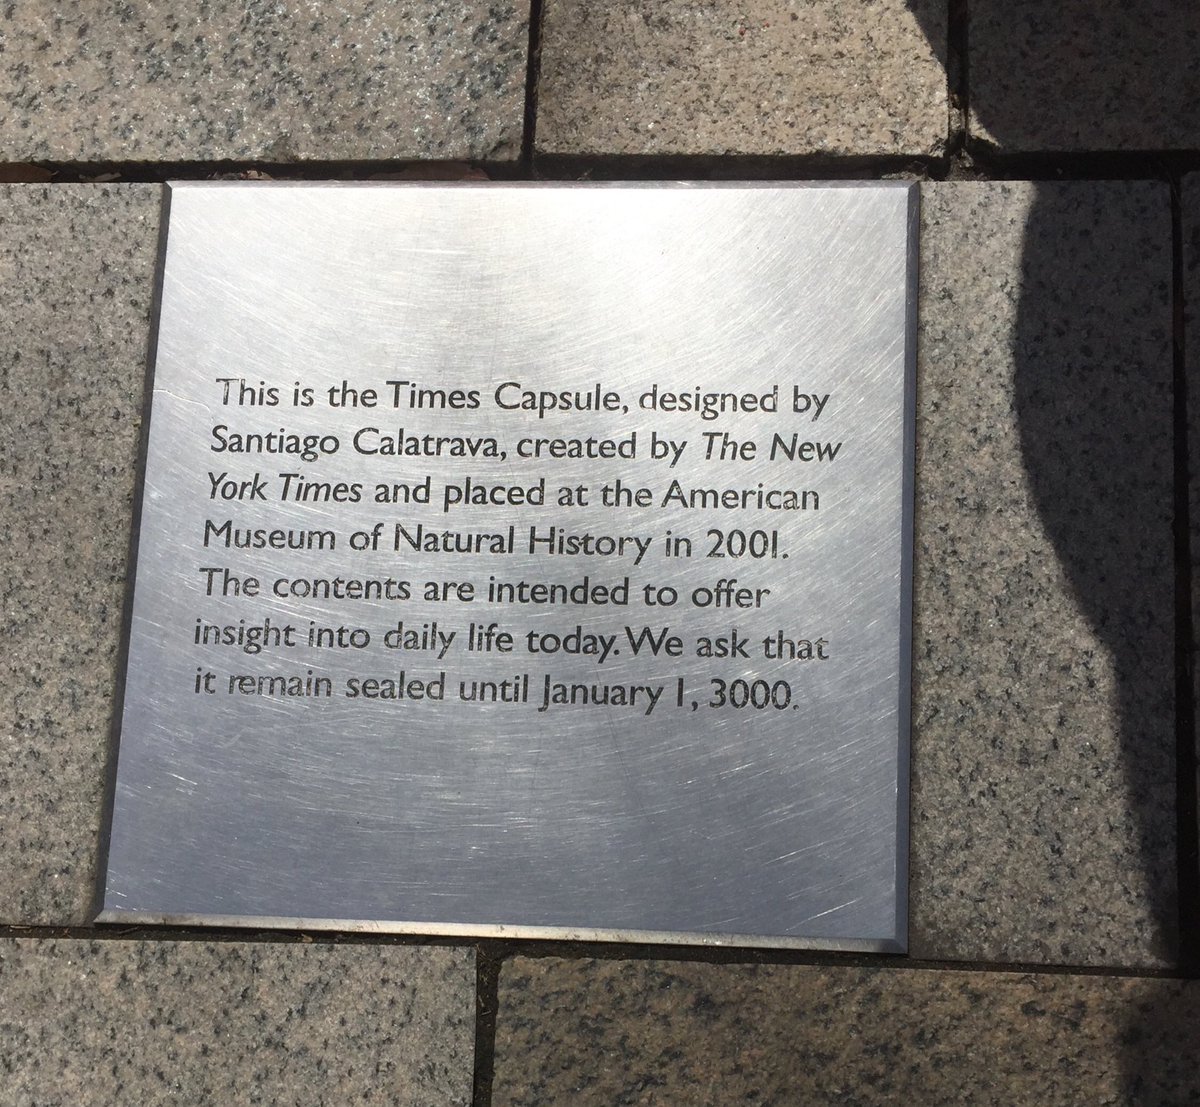 This is the Times Capsule, designed by
Santiago Calatrava, created by The New
York Times and placed at the American
Museum of Natural History in 2001.
The contents are intended to offer
insight into daily life today. We ask that
it remain sealed until January 1, 3000.